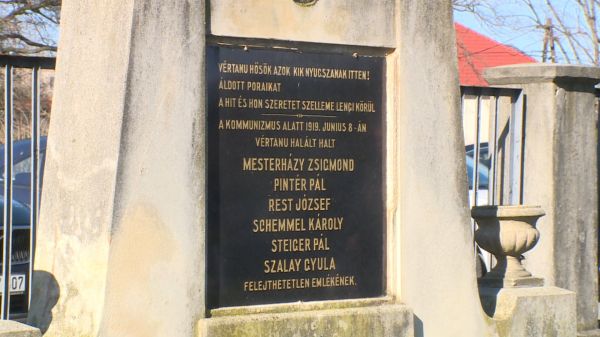 VÉRTANU HŐSÖK AZOK, KIK NYUGSZANAK ITTEN!
ÁLDOTT PORAIKAT
A HIT ÉS HON SZERETET SZELLEME LENGI KÖRÜL
A KOMMUNIZMUS ALATT 1919. JUNIUS 8-ÁN
VÉRTANU HALÁLT HALT
MESTERHÁZY ZSIGMOND
PINTÉR PÁL
REST JÓZSEF
SCHEMMEL KÁROLY
STEIGER PÁL
SZALAY GYULA
FELEJTHETETLEN EMLÉKÉNEK.